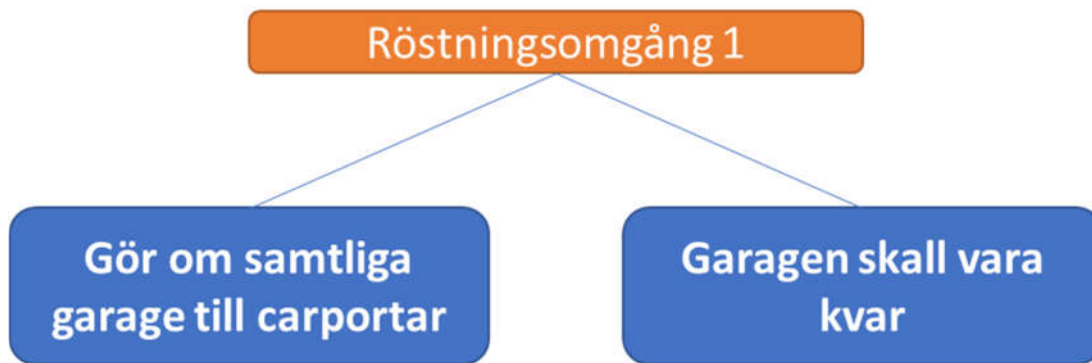 Röstningsomgång 1
Gör om samtliga
garage till carportar
Garagen skall vara
kvar